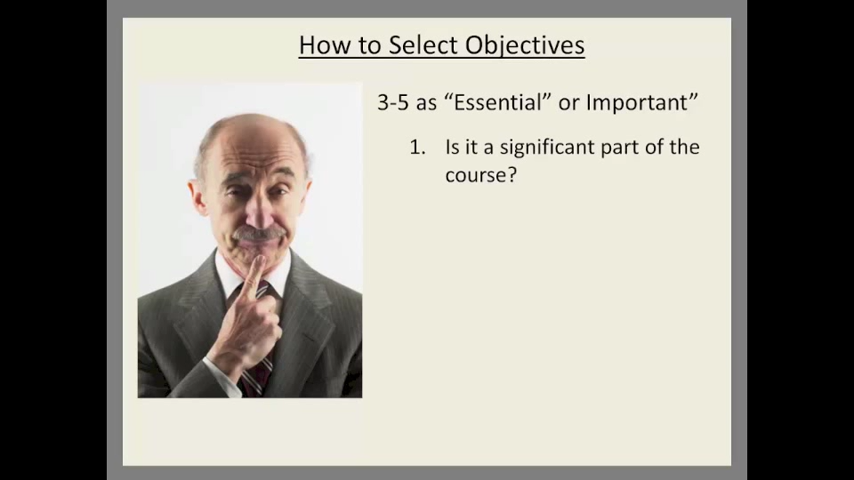 How to Select Objectives
3-5 as “Essential” or Important”
1. Is it a significant part of the
course?